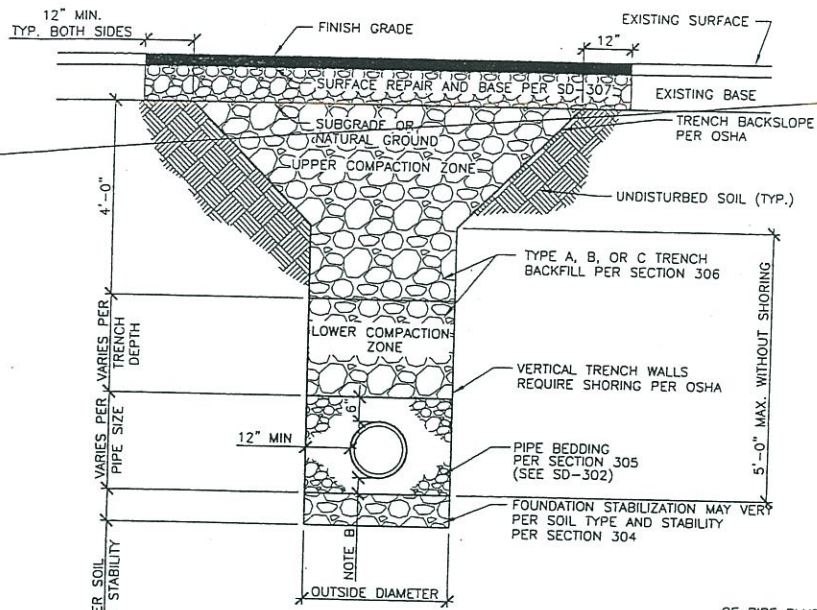 12" MIN.
TYP. BOTH SIDES
FINISH GRADE
EXISTING SURFACE
12"
SURFACE REPAIR AND BASE PER SD-307
EXISTING BASE
SUBGRADE OR
NATURAL GROUND
TRENCH BACKSLOPE
PER OSHA
UPPER COMPACTION ZONE
4'-0"
UNDISTURBED SOIL (TYP.)
TYPE A, B, OR C TRENCH
BACKFILL PER SECTION 306
VARIES PER
TRENCH
DEPTH
LOWER COMPACTION
ZONE
VERTICAL TRENCH WALLS
REQUIRE SHORING PER OSHA
5'-0" MAX. WITHOUT SHORING
6"
VARIES PER
PIPE SIZE
12" MIN
PIPE BEDDING
PER SECTION 305
(SEE SD-302)
FOUNDATION STABILIZATION MAY VERY
PER SOIL TYPE AND STABILITY
PER SECTION 304
NOTE B
ER SOIL
STABILITY
OUTSIDE DIAMETER